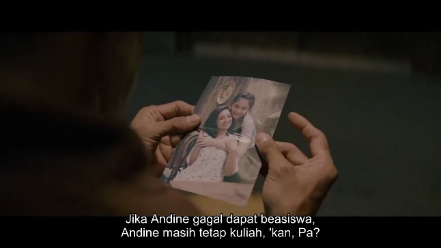 Jika Andine gagal dapat beasiswa,
Andine masih tetap kuliah, 'kan, Pa?